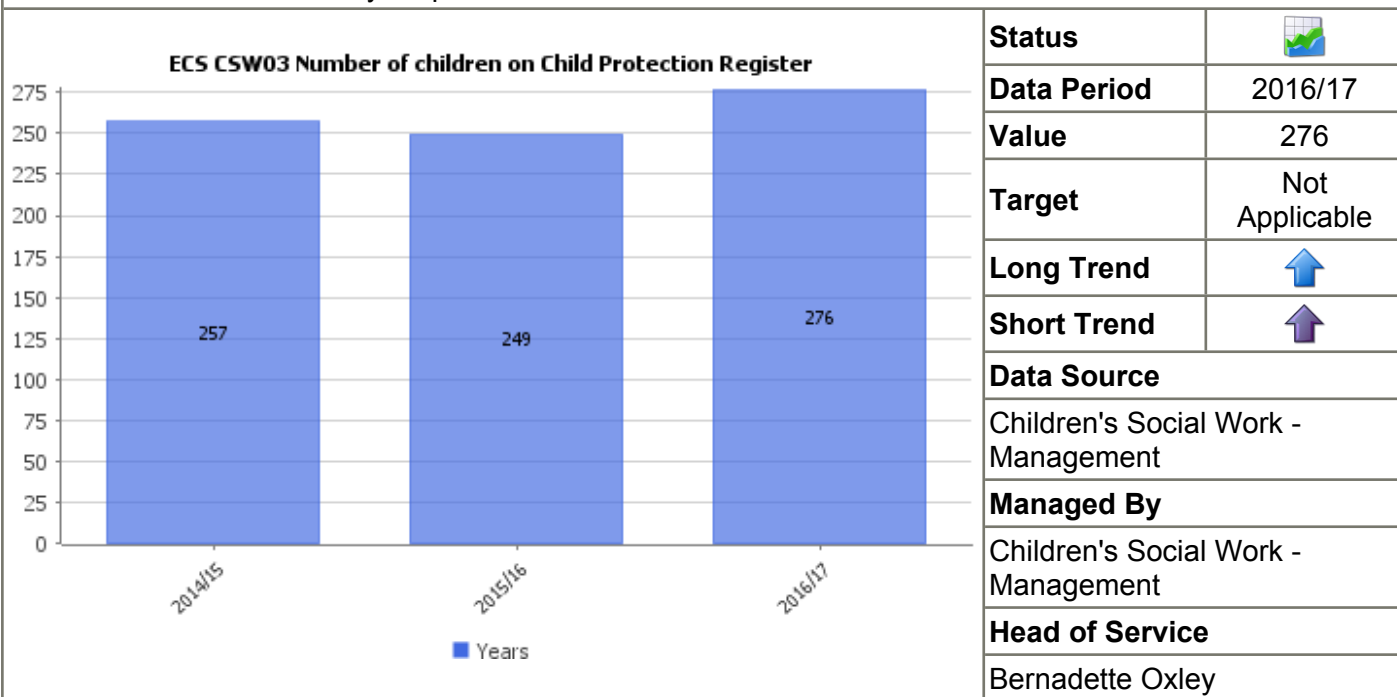 ECS CSW03 Number of children on Child Protection Register
275
250
225
200
175
150
125
100
75
50
25
0
257
249
276
2014/15
2015/16
2016/17
Years
Status
Data Period 2016/17
Value 276
Target Not
Applicable
Long Trend
Short Trend
Data Source
Children's Social Work -
Management
Managed By
Children's Social Work -
Management
Head of Service
Bernadette Oxley